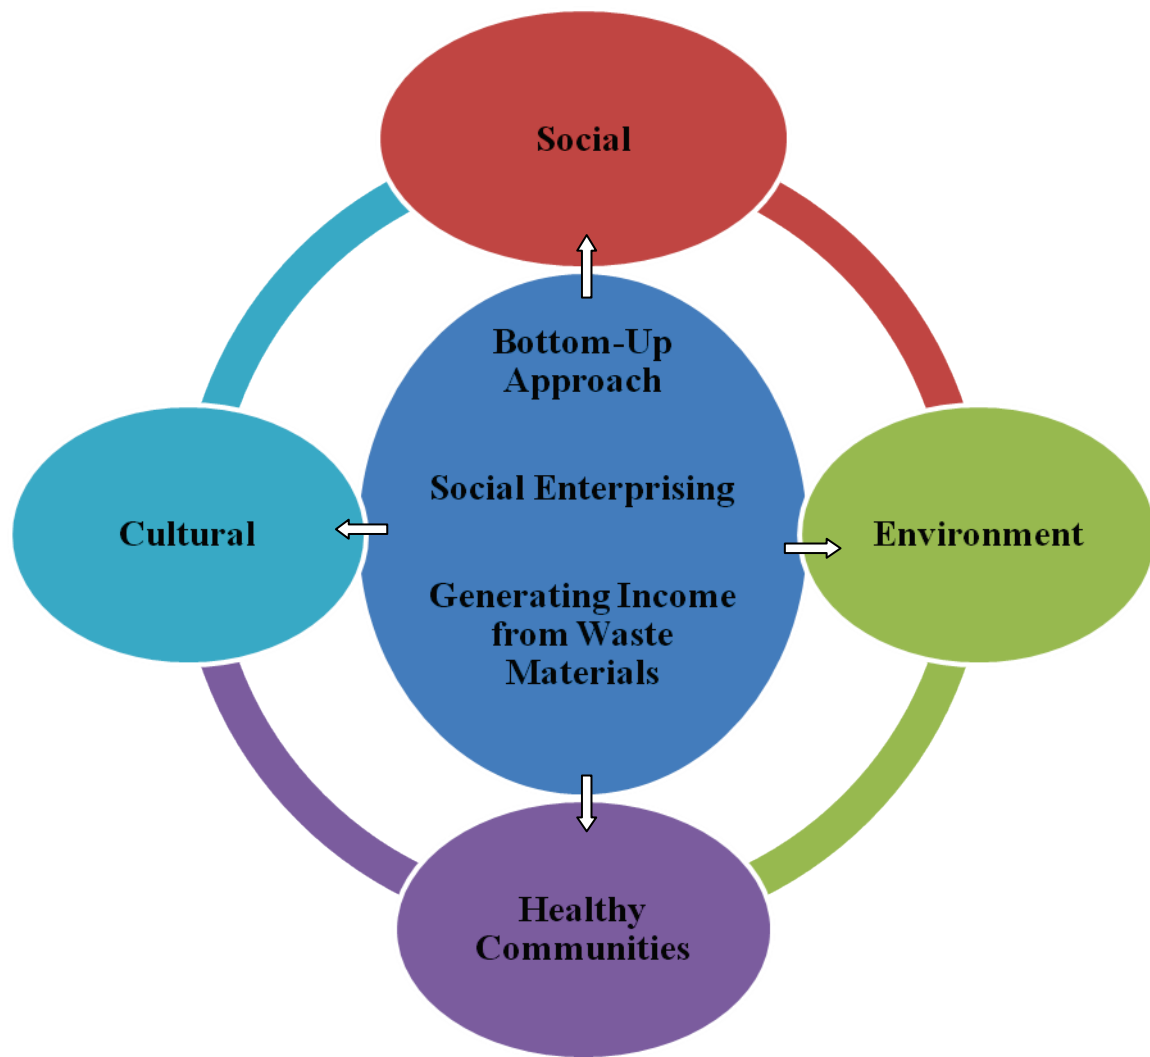 Social
Bottom-Up
Approach
Social Enterprising
Cultural
Environment
Generating Income
from Waste
Materials
Healthy
Communities